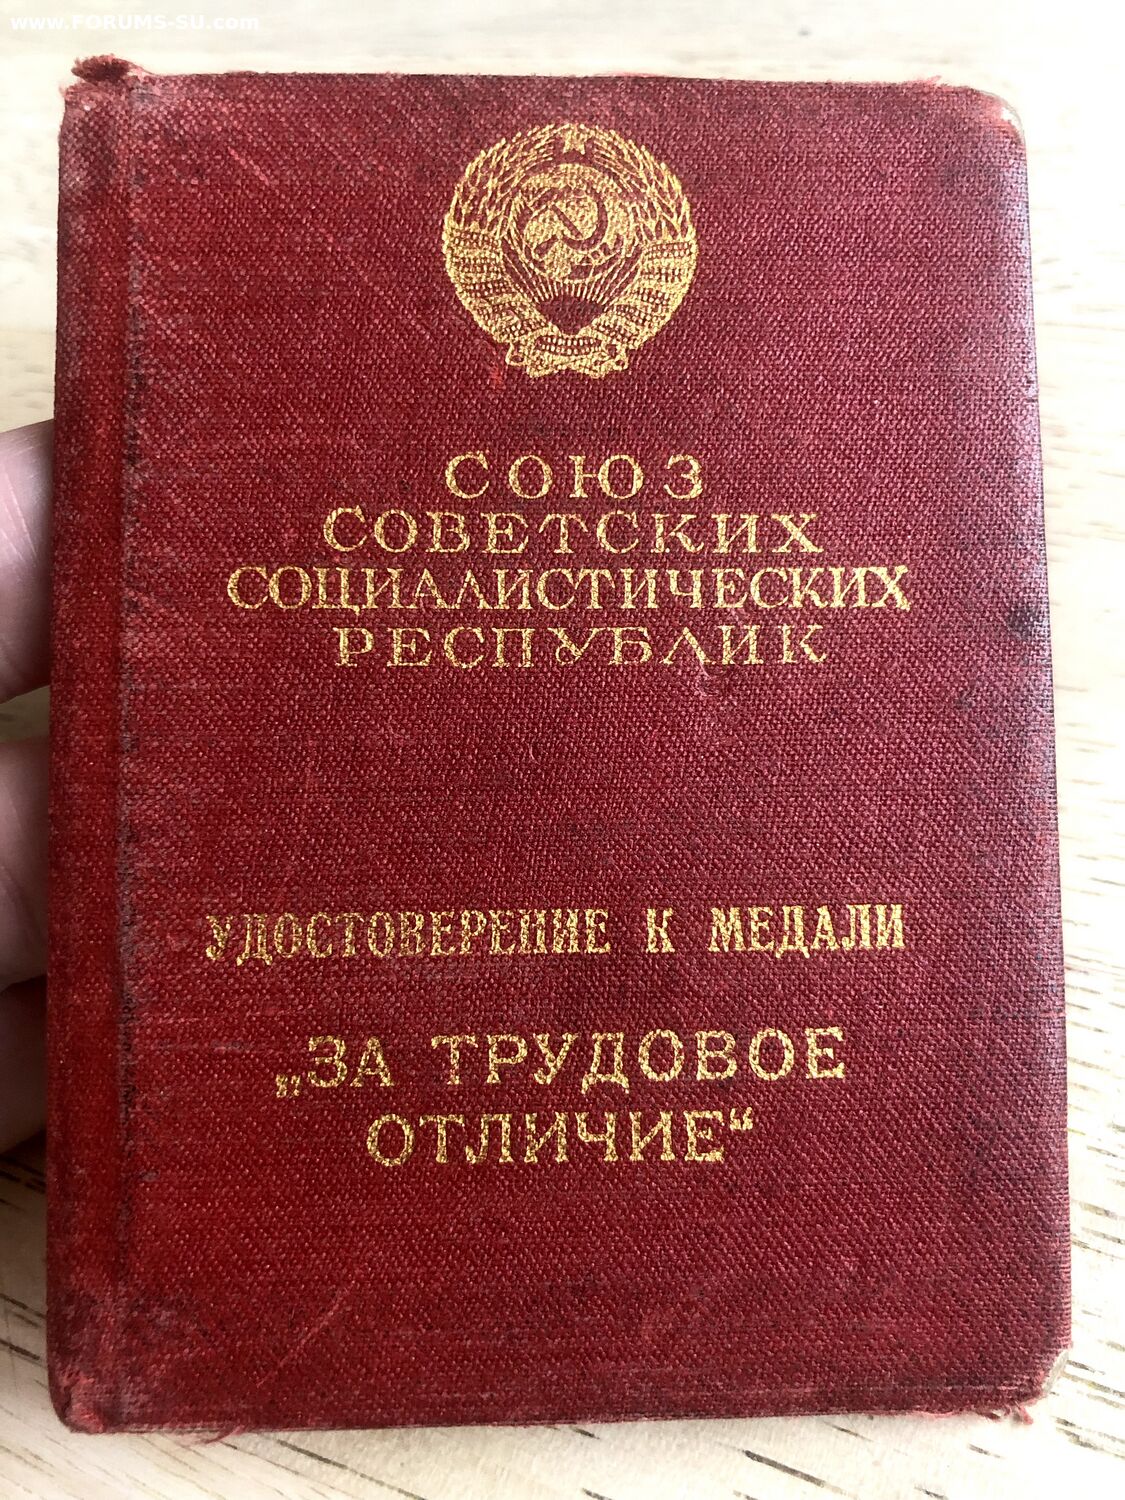 www.FORUMS-SU.com
СОЮЗ
СОВЕТСКИХ
СОЦИАЛИСТИЧЕСКИХ
РЕСПУБЛИК
УДОСТОВЕРЕНИЕ К МЕДАЛИ
„ЗА ТРУДОВОЕ
ОТЛИЧИЕ“